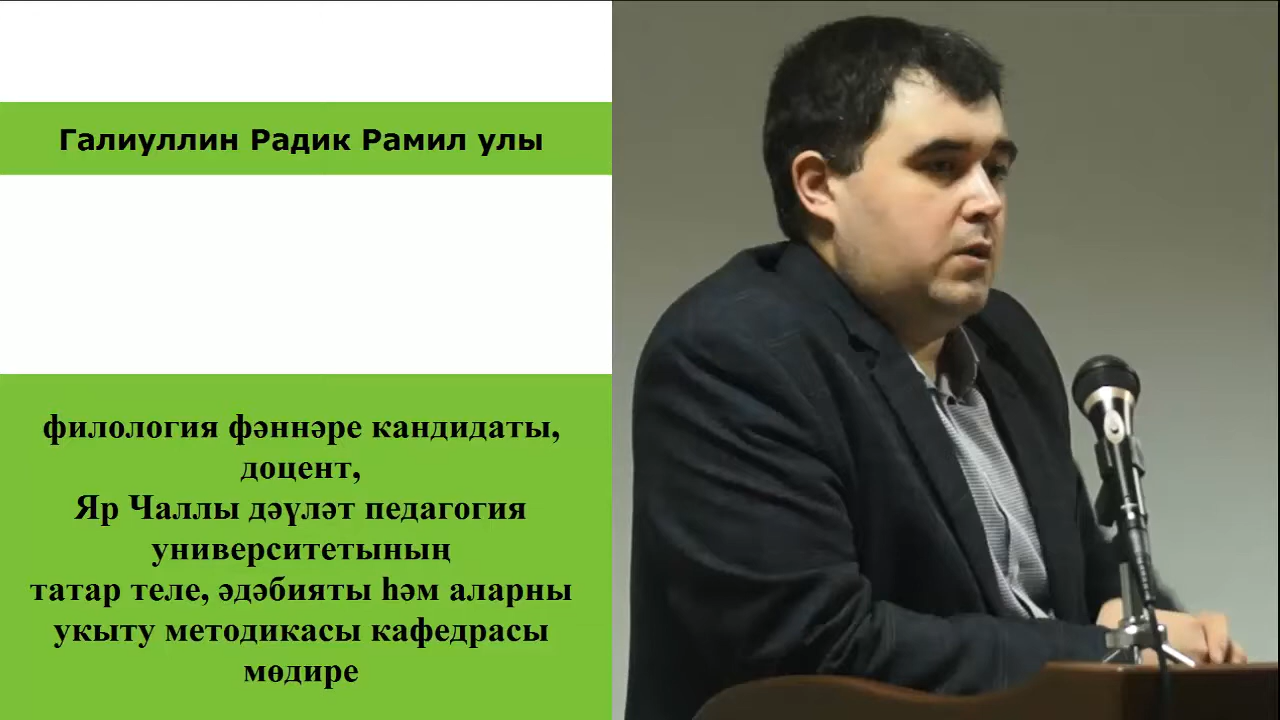 Галиуллин Радик Рамил улы
филология фәннәре кандидаты,
доцент,
Яр Чаллы дәүләт педагогия
университетының
татар теле, әдәбияты һәм аларны
укыту методикасы кафедрасы
мөдире